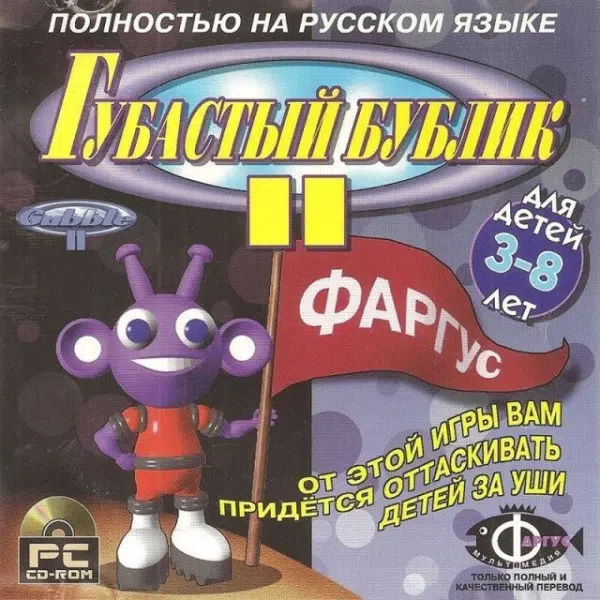 ПОЛНОСТЬЮ НА РУССКОМ ЯЗЫКЕ
ГУБАСТЫЙ БУБЛИК
II
Gubble
II
ДЛЯ
ДЕТЕЙ
3-8
ЛЕТ
ФАРГУС
ОТ ЭТОЙ ИГРЫ ВАМ
ПРИДЁТСЯ ОТТАСКИВАТЬ
ДЕТЕЙ ЗА УШИ
PC
CD-ROM
ФАРГУС
МУЛЬТИМЕДИЯ
ТОЛЬКО ПОЛНЫЙ И
КАЧЕСТВЕННЫЙ ПЕРЕВОД